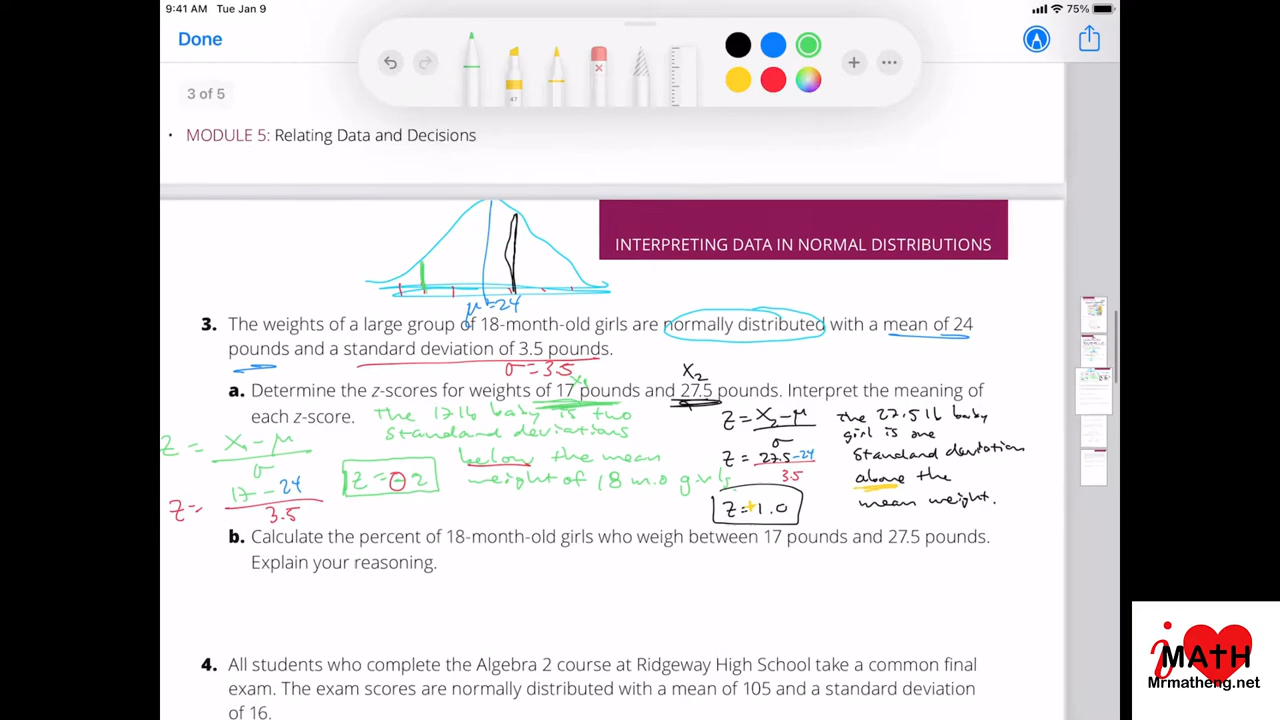 9:41 AM Tue Jan 9
75%
Done
47
3 of 5
• MODULE 5: Relating Data and Decisions
INTERPRETING DATA IN NORMAL DISTRIBUTIONS
μ=24
3. The weights of a large group of 18-month-old girls are normally distributed with a mean of 24
pounds and a standard deviation of 3.5 pounds.
σ=3.5
X₁
X₂
a. Determine the z-scores for weights of 17 pounds and 27.5 pounds. Interpret the meaning of
each z-score.
The 17 lb baby is two
standard deviations
below the mean
weight of 18 m.o girls.
Z = X₁-μ
σ
Z = 17-24
3.5
Z = -2
Z = X₂-μ
σ
Z = 27.5-24
3.5
Z=+1.0
The 27.5 lb baby
girl is one
standard deviation
above the
mean weight.
b. Calculate the percent of 18-month-old girls who weigh between 17 pounds and 27.5 pounds.
Explain your reasoning.
4. All students who complete the Algebra 2 course at Ridgeway High School take a common final
exam. The exam scores are normally distributed with a mean of 105 and a standard deviation
of 16.
i
MATH
Mrmatheng.net